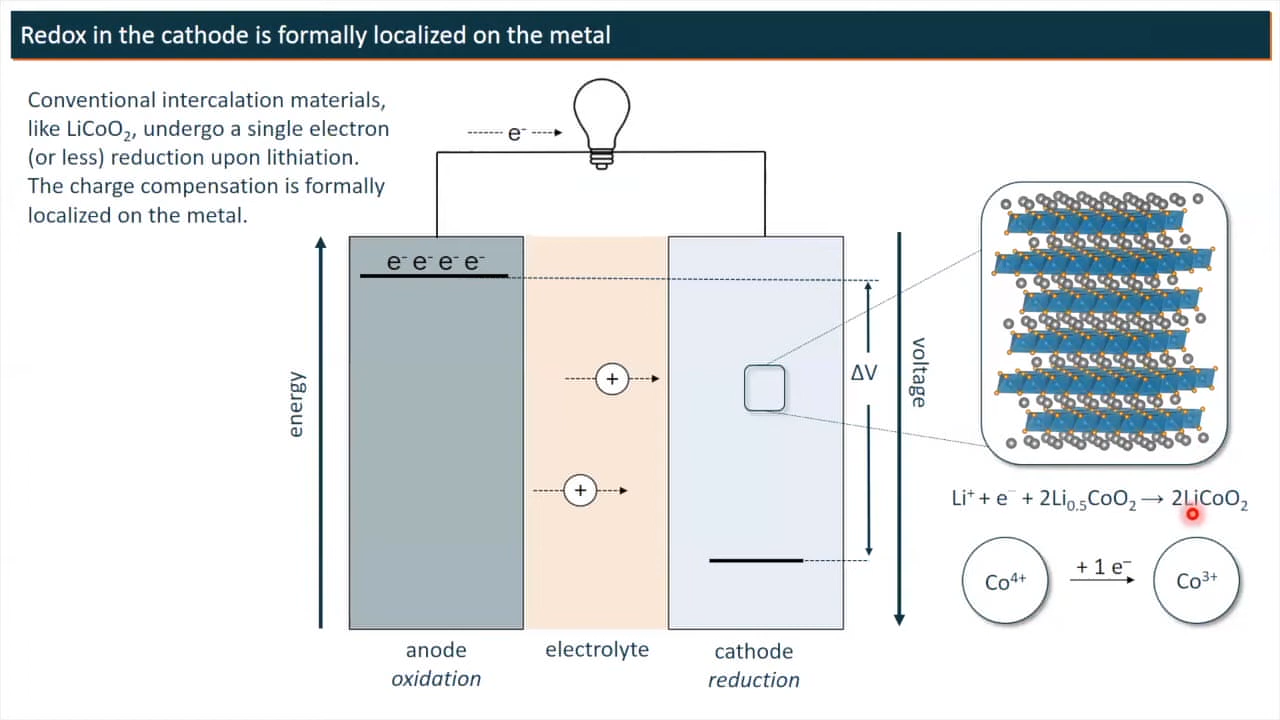 Redox in the cathode is formally localized on the metal
Conventional intercalation materials,
like LiCoO₂, undergo a single electron
(or less) reduction upon lithiation.
The charge compensation is formally
localized on the metal.
e⁻
e⁻ e⁻ e⁻ e⁻
energy
+
+
ΔV
voltage
anode
oxidation
electrolyte
cathode
reduction
Li⁺ + e⁻ + 2Li₀.₅CoO₂ → 2LiCoO₂
Co⁴⁺
+ 1 e⁻
Co³⁺